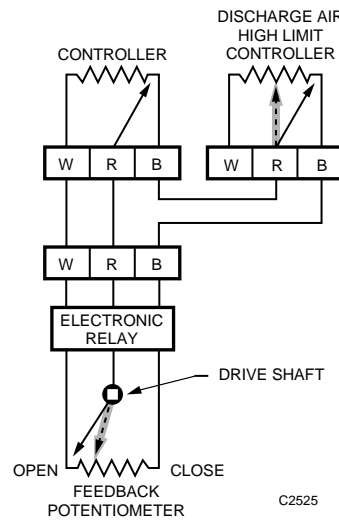 DISCHARGE AIR
HIGH LIMIT
CONTROLLER
CONTROLLER
W R B
W R B
W R B
ELECTRONIC
RELAY
DRIVE SHAFT
OPEN
CLOSE
FEEDBACK
POTENTIOMETER
C2525